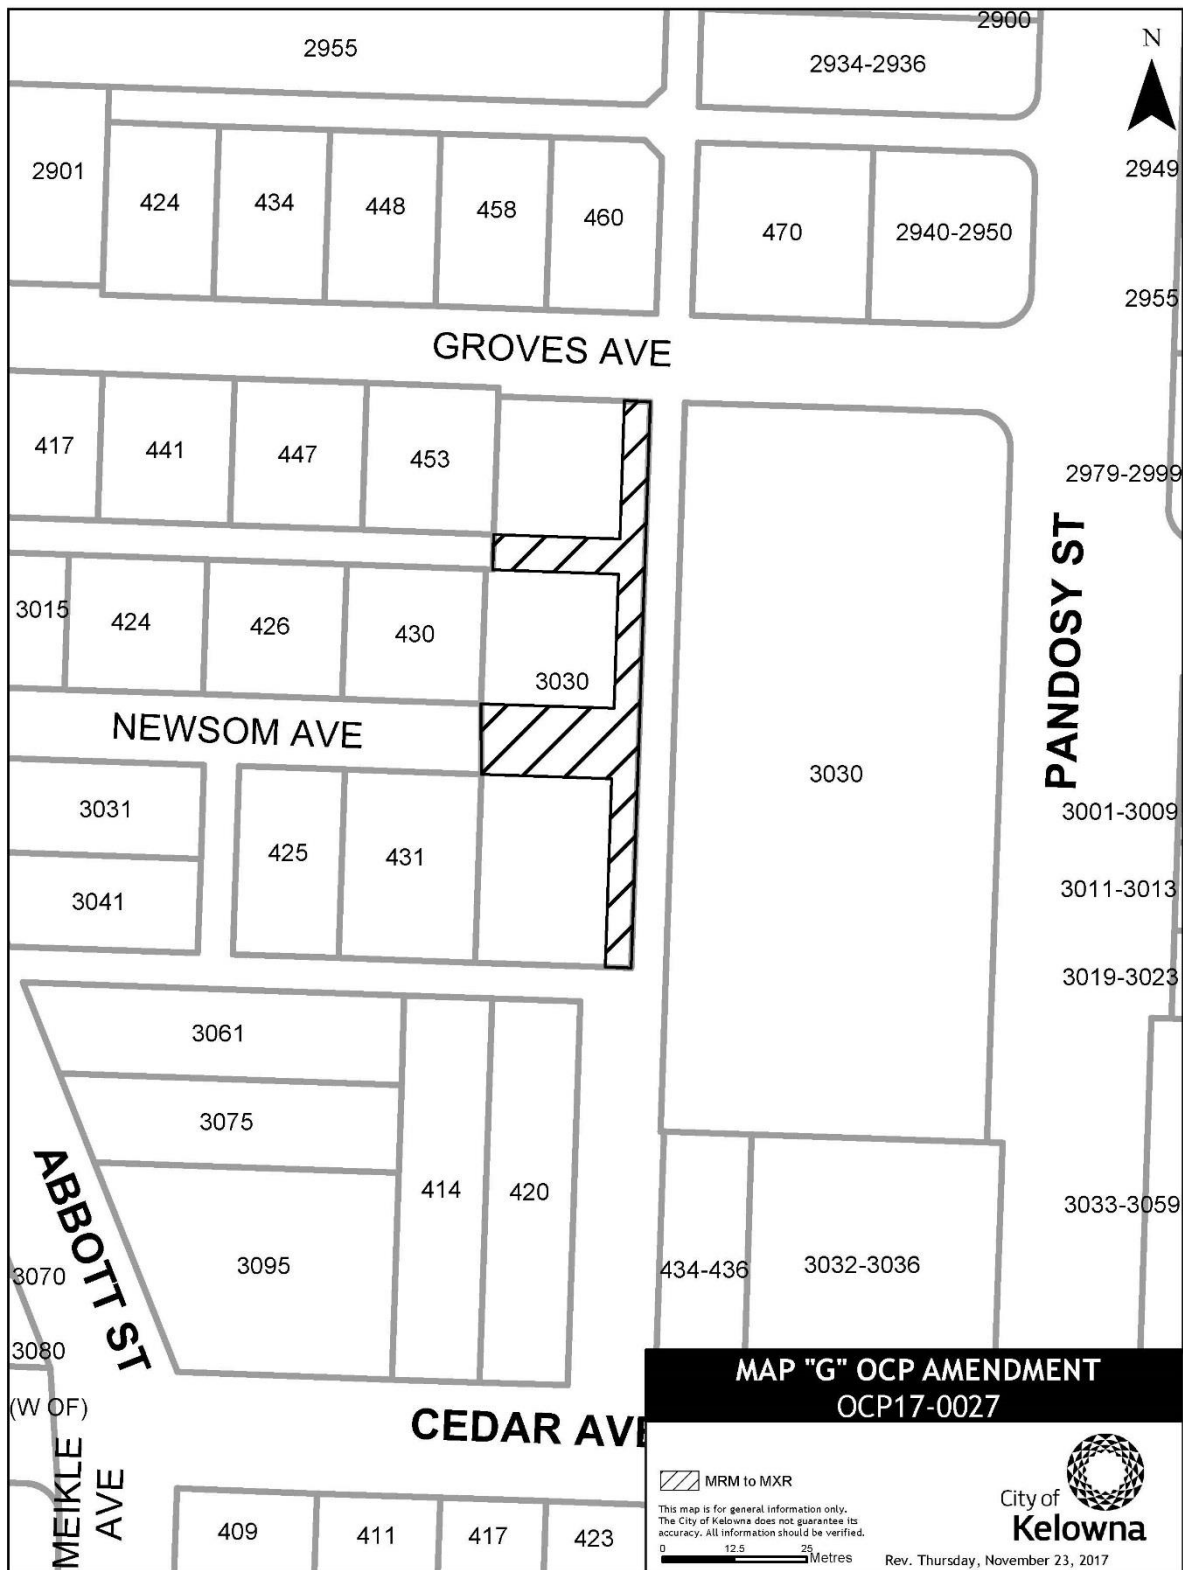 2900
2955
2934-2936
N
2949
2901
424
434
448
458
460
470
2940-2950
2955
GROVES AVE
417
441
447
453
2979-2999
PANDOSY ST
3015
424
426
430
3030
NEWSOM AVE
3030
3031
425
431
3001-3009
3011-3013
3041
3019-3023
3061
3075
414
420
3033-3059
ABBOTT ST
3095
434-436
3032-3036
3070
3080
(W OF)
MEIKLE
AVE
CEDAR AVE
409
411
417
423
MAP "G" OCP AMENDMENT
OCP17-0027
MRM to MXR
This map is for general information only.
The City of Kelowna does not guarantee its
accuracy. All information should be verified.
0 12.5 25
Metres
City of
Kelowna
Rev. Thursday, November 23, 2017